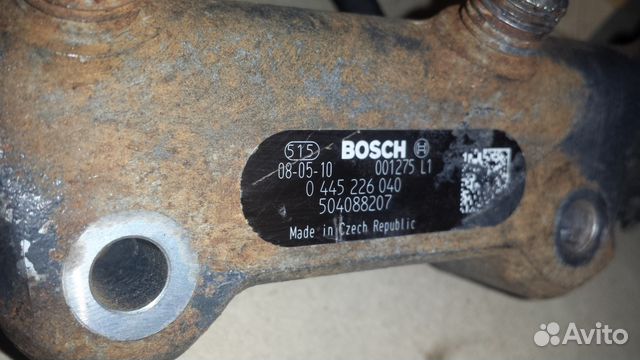 515 BOSCH
08-05-10 001275 L1
0 445 226 040
504088207
Made in Czech Republic
Avito